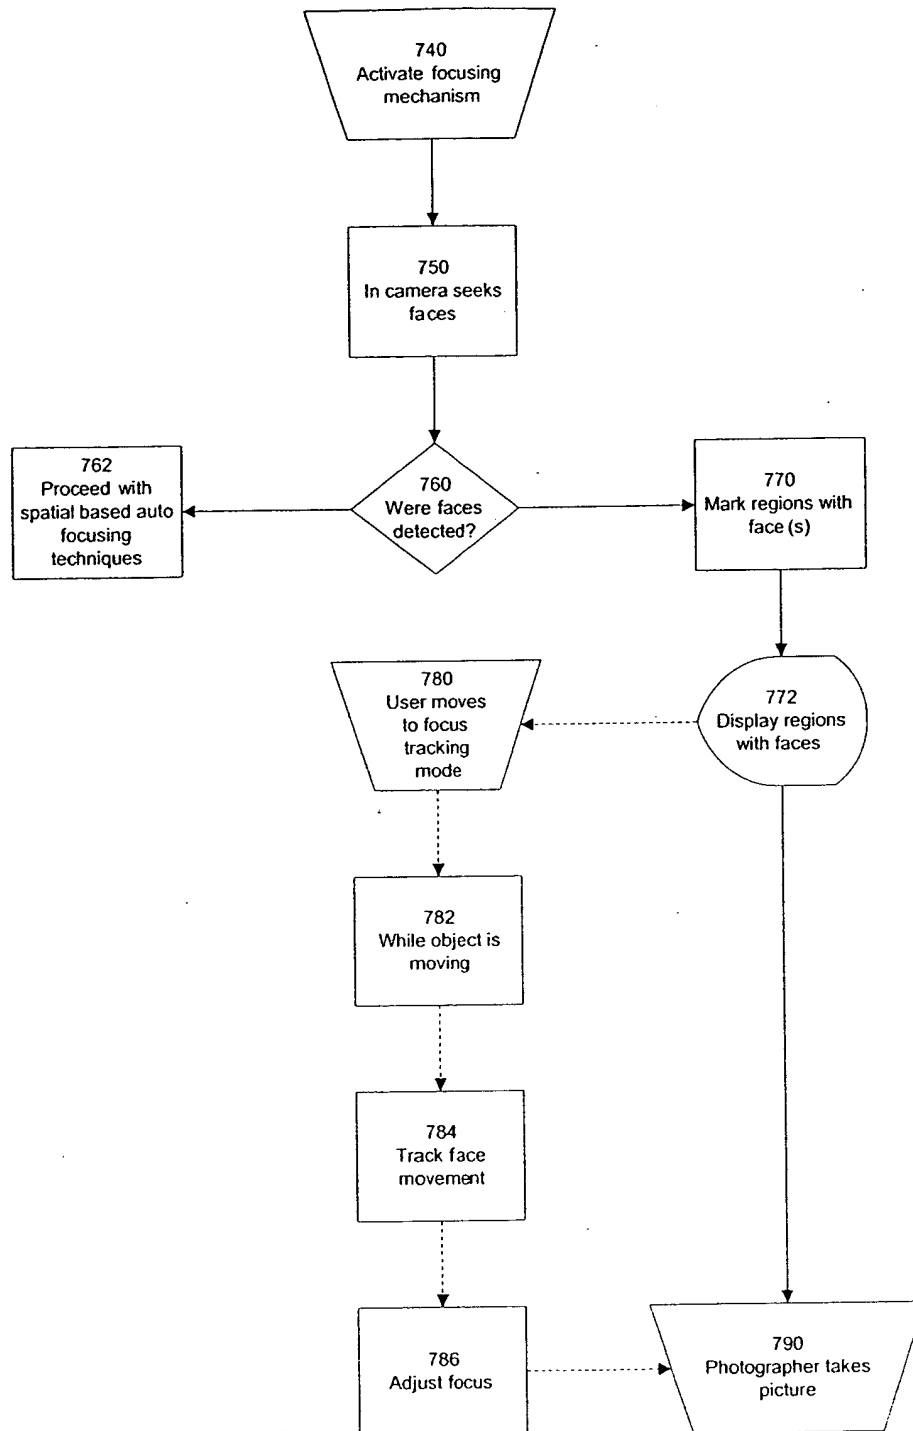 740
Activate focusing
mechanism
750
In camera seeks
faces
760
Were faces
detected?
762
Proceed with
spatial based auto
focusing
techniques
770
Mark regions with
face (s)
772
Display regions
with faces
780
User moves
to focus
tracking
mode
782
While object is
moving
784
Track face
movement
786
Adjust focus
790
Photographer takes
picture